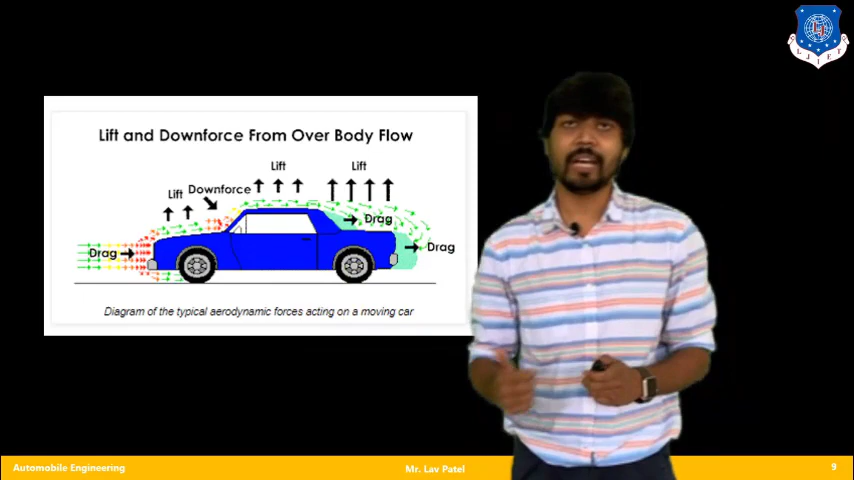 LJIET
Lift and Downforce From Over Body Flow
Lift
Lift
Lift
Downforce
Drag
Drag
Drag
Diagram of the typical aerodynamic forces acting on a moving car
Automobile Engineering
Mr. Lav Patel
9